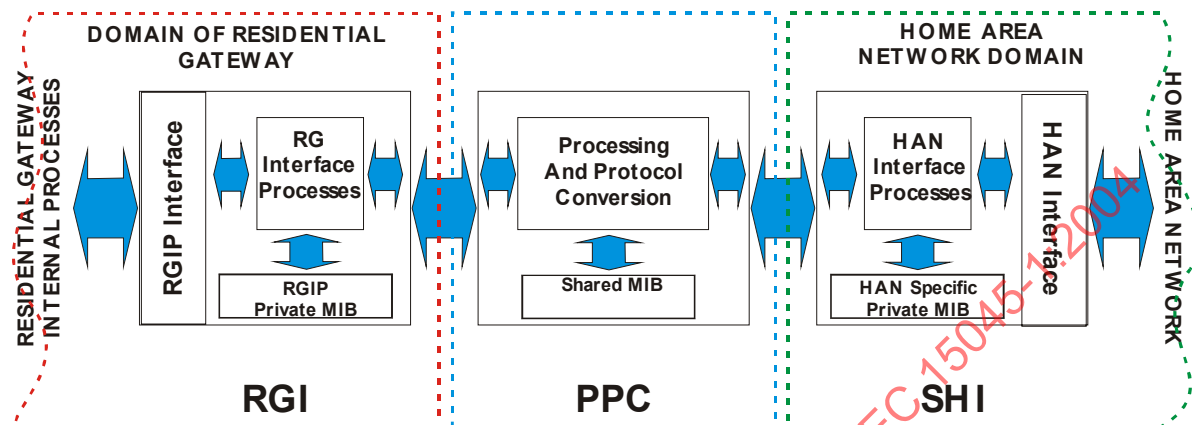 DOMAIN OF RESIDENTIAL
GATEWAY
HOME AREA
NETWORK DOMAIN
RESIDENTIAL GATEWAY
INTERNAL PROCESSES
RGIP Interface
RG
Interface
Processes
RGIP
Private MIB
Processing
And Protocol
Conversion
Shared MIB
HAN
Interface
Processes
HAN Specific
Private MIB
HAN Interface
HOME AREA NETWORK
RGI
PPC
SHI
EC 15045-1:2004